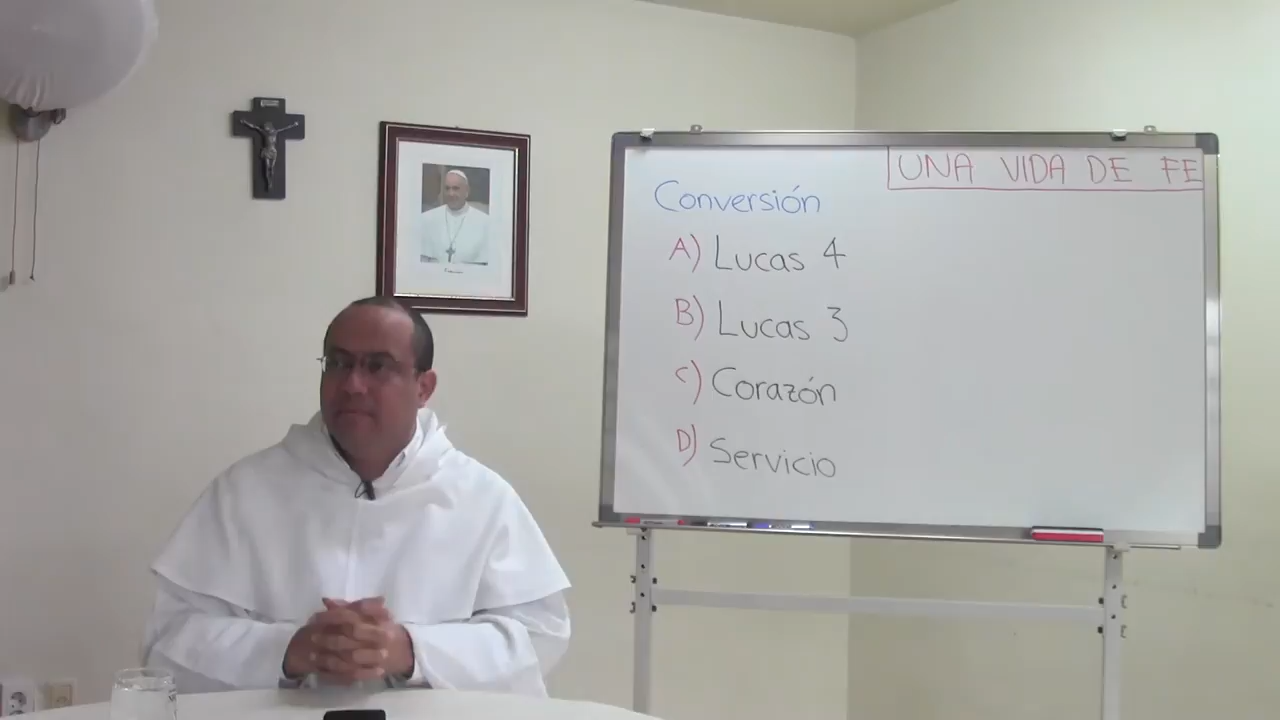 UNA VIDA DE FE
Conversión
A) Lucas 4
B) Lucas 3
C) Corazón
D) Servicio